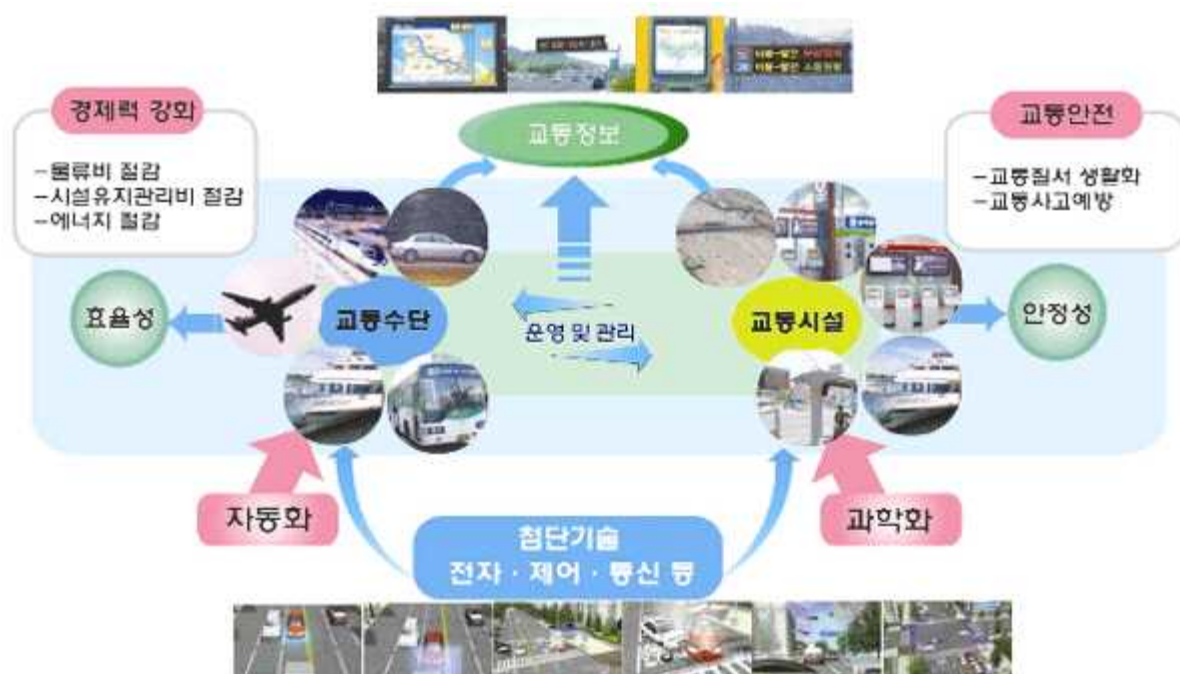 교통정보
경제력 강화
-물류비 절감
-시설유지관리비 절감
-에너지 절감
교통안전
-교통질서 생활화
-교통사고예방
효율성
교통수단
운영 및 관리
교통시설
안정성
자동화
과학화
첨단기술
전자 · 제어 · 통신 등